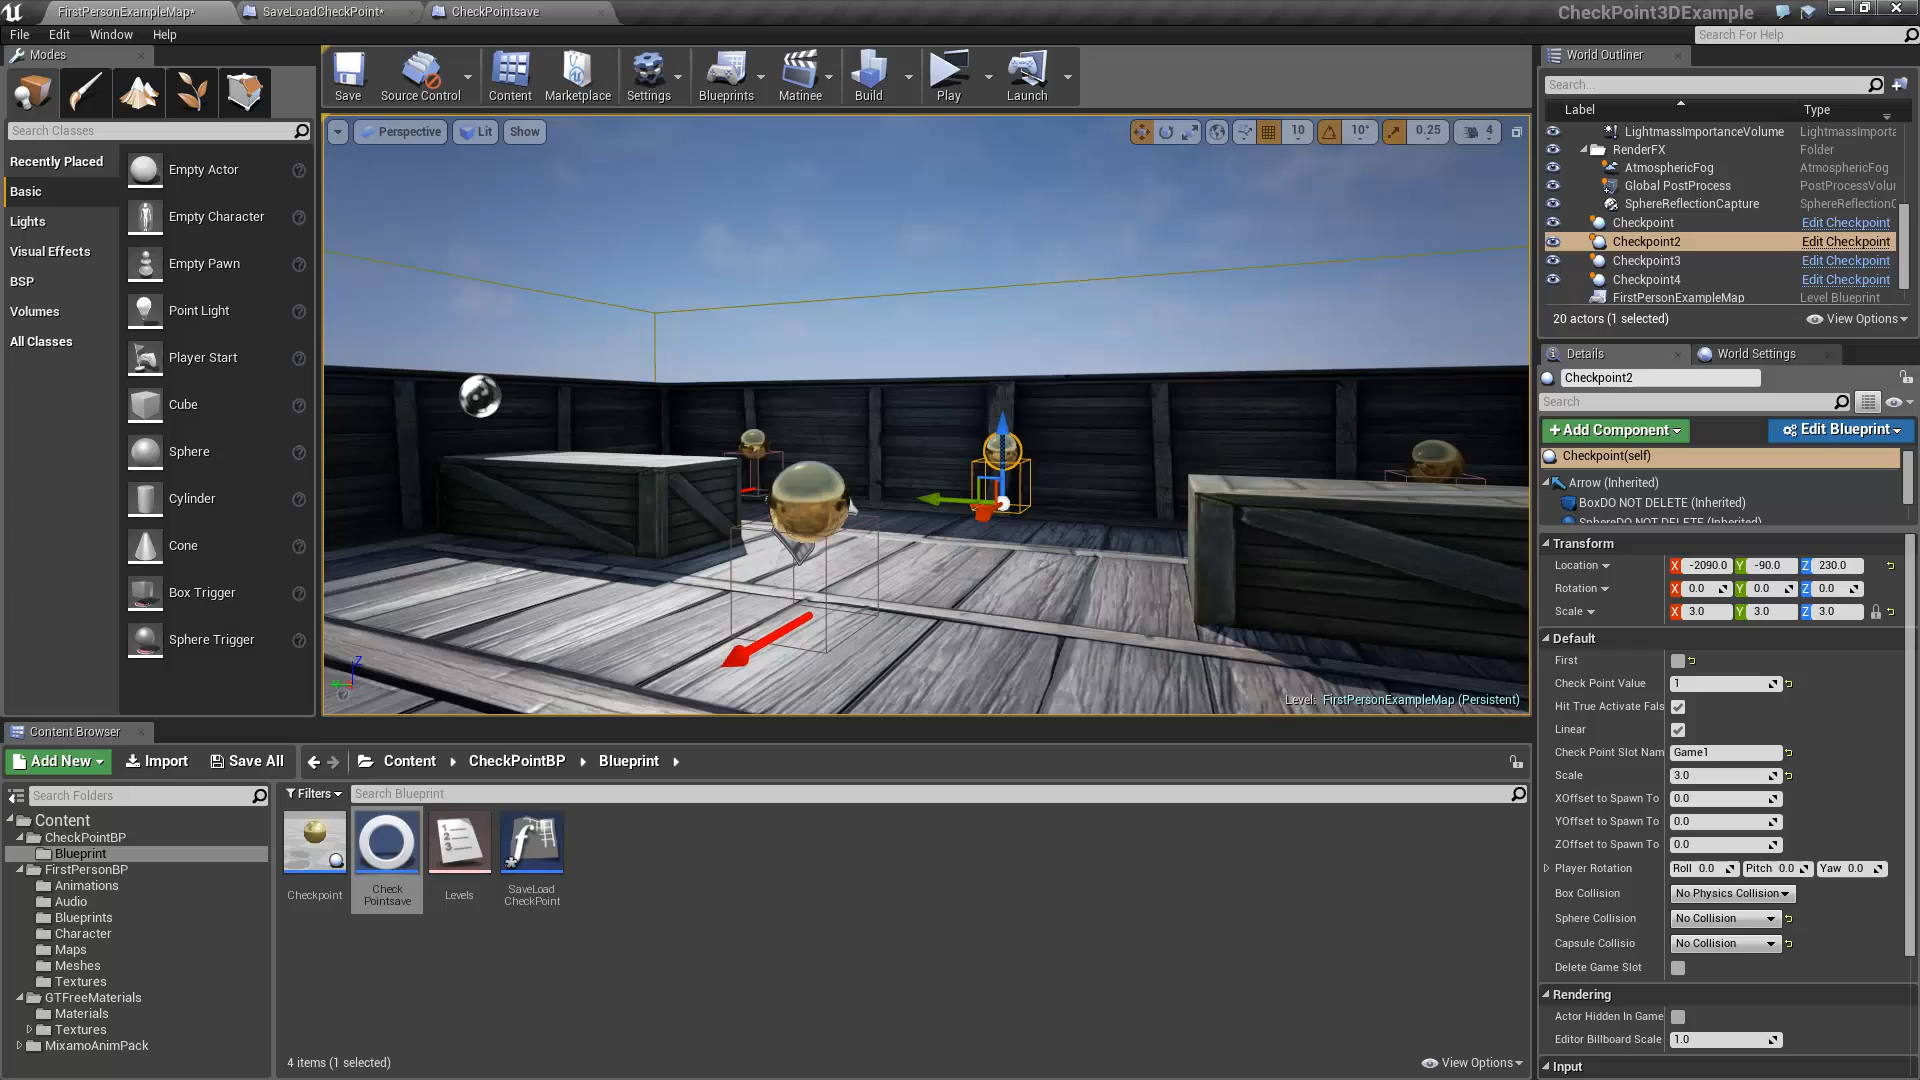 FirstPersonExampleMap*
SaveLoadCheckPoint*
CheckPointsave
CheckPoint3DExample
File Edit Window Help
Search For Help
Modes
Search Classes
Recently Placed
Basic
Lights
Visual Effects
BSP
Volumes
All Classes
Empty Actor
Empty Character
Empty Pawn
Point Light
Player Start
Cube
Sphere
Cylinder
Cone
Box Trigger
Sphere Trigger
Save
Source Control
Content
Marketplace
Settings
Blueprints
Matinee
Build
Play
Launch
Perspective
Lit
Show
10
10°
0.25
4
Z
Level: FirstPersonExampleMap (Persistent)
World Outliner
Search...
Label Type
LightmassImportanceVolume LightmassImporta
RenderFX Folder
AtmosphericFog AtmosphericFog
Global PostProcess PostProcessVolu
SphereReflectionCapture SphereReflectionC
Checkpoint Edit Checkpoint
Checkpoint2 Edit Checkpoint
Checkpoint3 Edit Checkpoint
Checkpoint4 Edit Checkpoint
FirstPersonExampleMap Level Blueprint
20 actors (1 selected)
View Options
Details
World Settings
Checkpoint2
Search
+Add Component
Edit Blueprint
Checkpoint(self)
Arrow (Inherited)
BoxDO NOT DELETE (Inherited)
SphereDO NOT DELETE (Inherited)
Transform
Location X -2090.0 Y -90.0 Z 230.0
Rotation X 0.0 Y 0.0 Z 0.0
Scale X 3.0 Y 3.0 Z 3.0
Default
First
Check Point Value 1
Hit True Activate Fals
Linear
Check Point Slot Nam Game1
Scale 3.0
XOffset to Spawn To 0.0
YOffset to Spawn To 0.0
ZOffset to Spawn To 0.0
Player Rotation Roll 0.0 Pitch 0.0 Yaw 0.0
Box Collision No Physics Collision
Sphere Collision No Collision
Capsule Collisio No Collision
Delete Game Slot
Rendering
Actor Hidden In Game
Editor Billboard Scale 1.0
Input
Content Browser
Add New
Import
Save All
Content CheckPointBP Blueprint
Search Folders
Filters
Search Blueprint
Content
CheckPointBP
Blueprint
FirstPersonBP
Animations
Audio
Blueprints
Character
Maps
Meshes
Textures
GTFreeMaterials
Materials
Textures
MixamoAnimPack
Checkpoint
Check
Pointsave
1
2
3
Levels
SaveLoad
CheckPoint
4 items (1 selected)
View Options